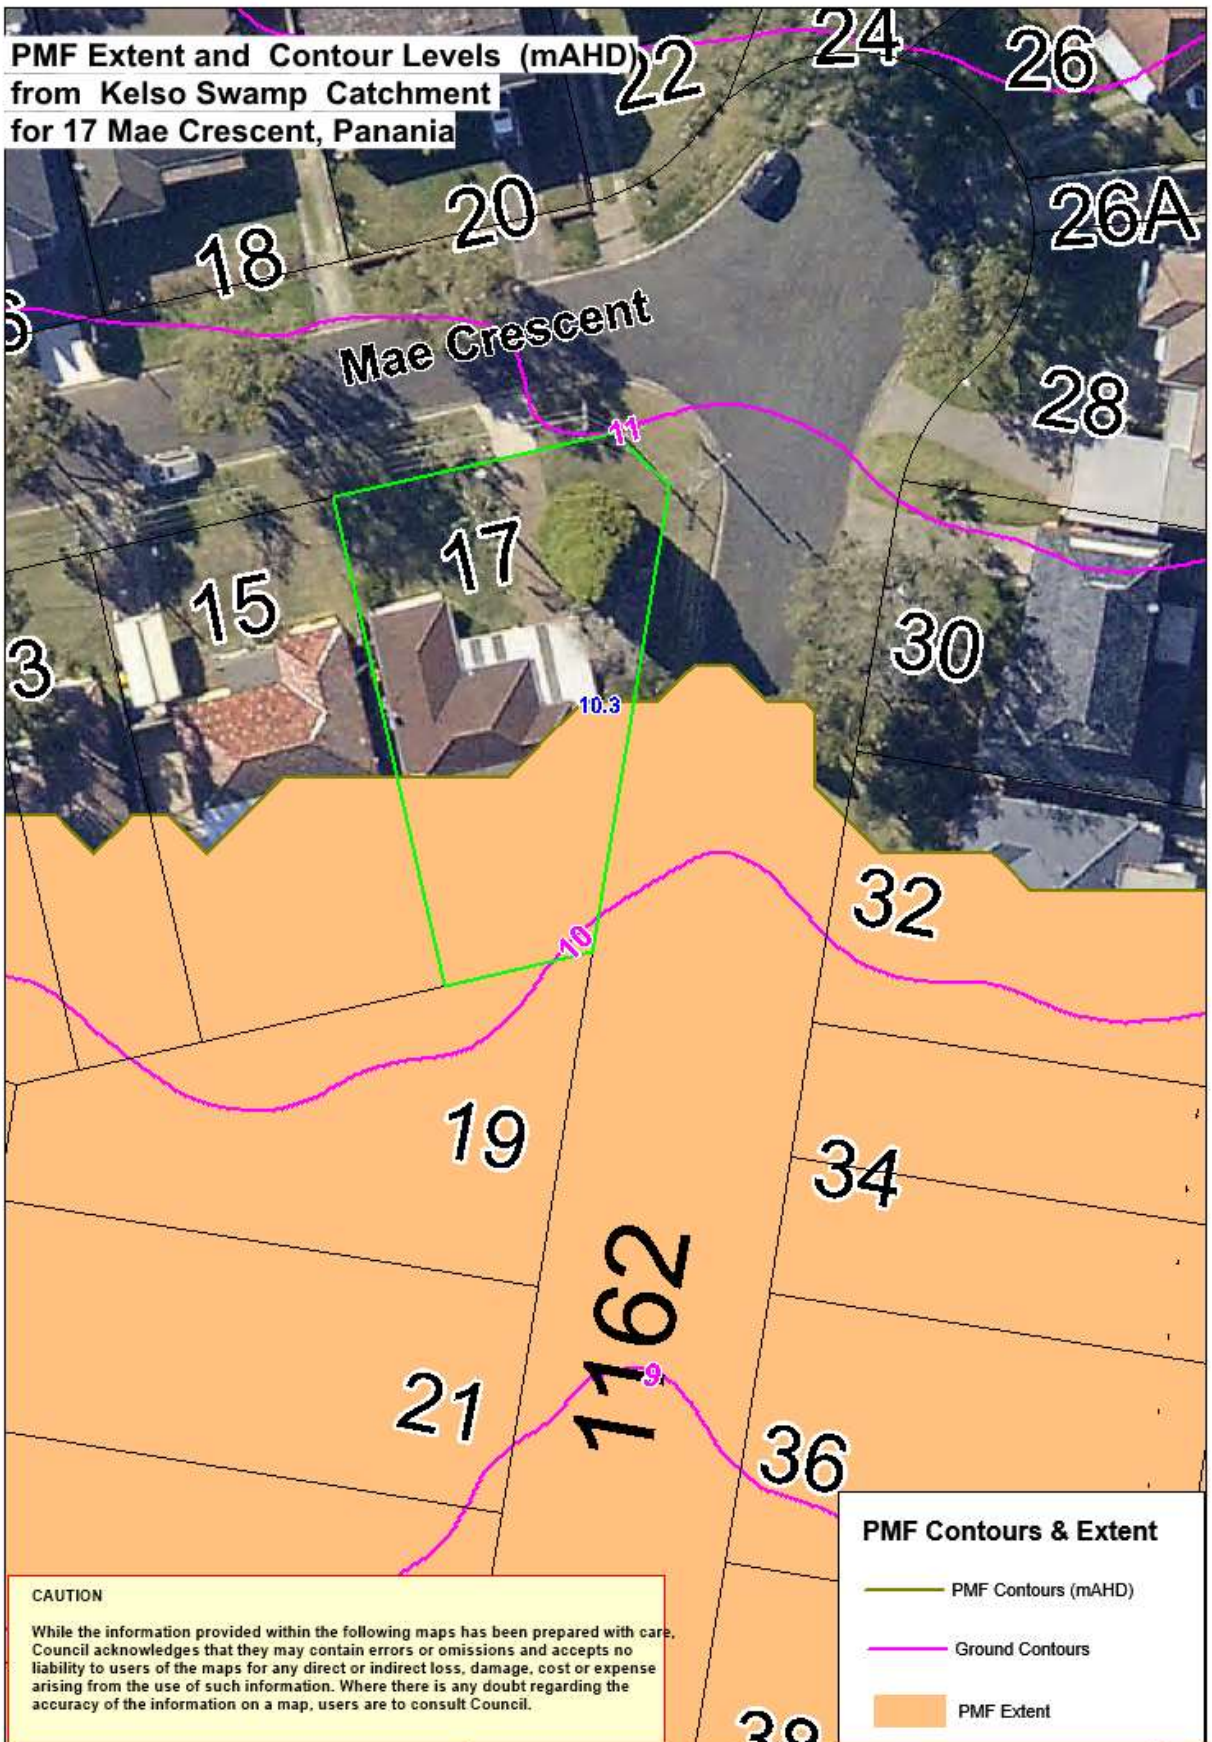 PMF Extent and Contour Levels (mAHD)
from Kelso Swamp Catchment
for 17 Mae Crescent, Panania
22
24
26
20
26A
18
6
Mae Crescent
28
11
17
15
30
3
10.3
32
10
19
34
1162
9
21
36
38
PMF Contours & Extent
PMF Contours (mAHD)
Ground Contours
PMF Extent
CAUTION
While the information provided within the following maps has been prepared with care,
Council acknowledges that they may contain errors or omissions and accepts no
liability to users of the maps for any direct or indirect loss, damage, cost or expense
arising from the use of such information. Where there is any doubt regarding the
accuracy of the information on a map, users are to consult Council.